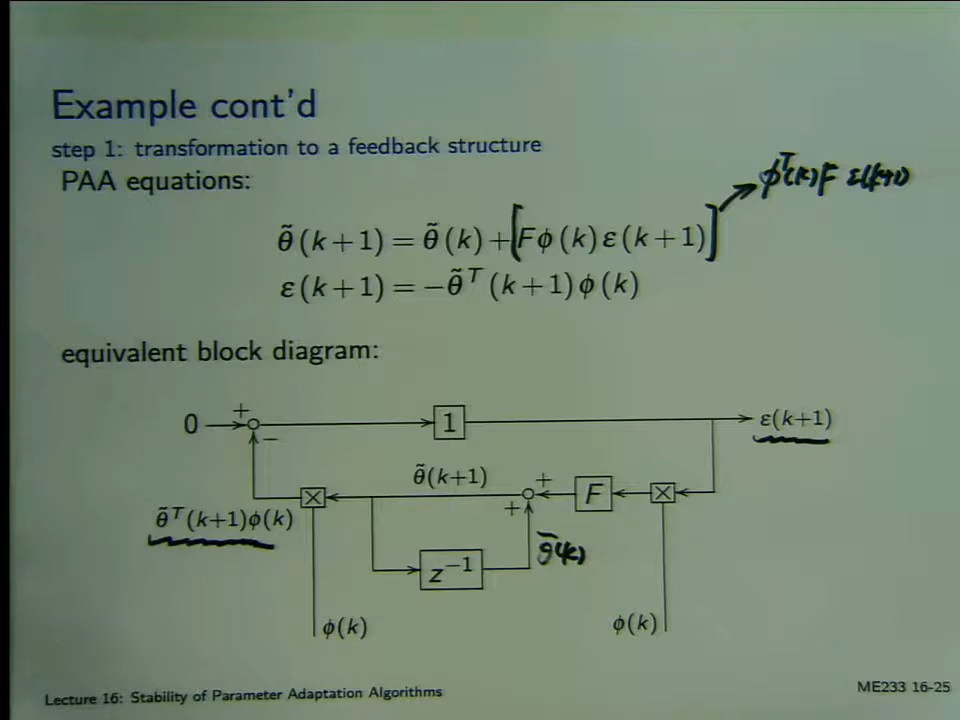 Example cont'd
step 1: transformation to a feedback structure
PAA equations:
ϕᵀ(k)F ε(k+1)
θ̃(k+1) = θ̃(k) + [Fϕ(k)ε(k+1)]
ε(k+1) = −θ̃ᵀ(k+1)ϕ(k)
equivalent block diagram:
0 + − 1 ε(k+1)
θ̃(k+1) + F ×
× +
θ̃ᵀ(k+1)ϕ(k)
z⁻¹ θ̃(k)
ϕ(k) ϕ(k)
Lecture 16: Stability of Parameter Adaptation Algorithms
ME233 16-25